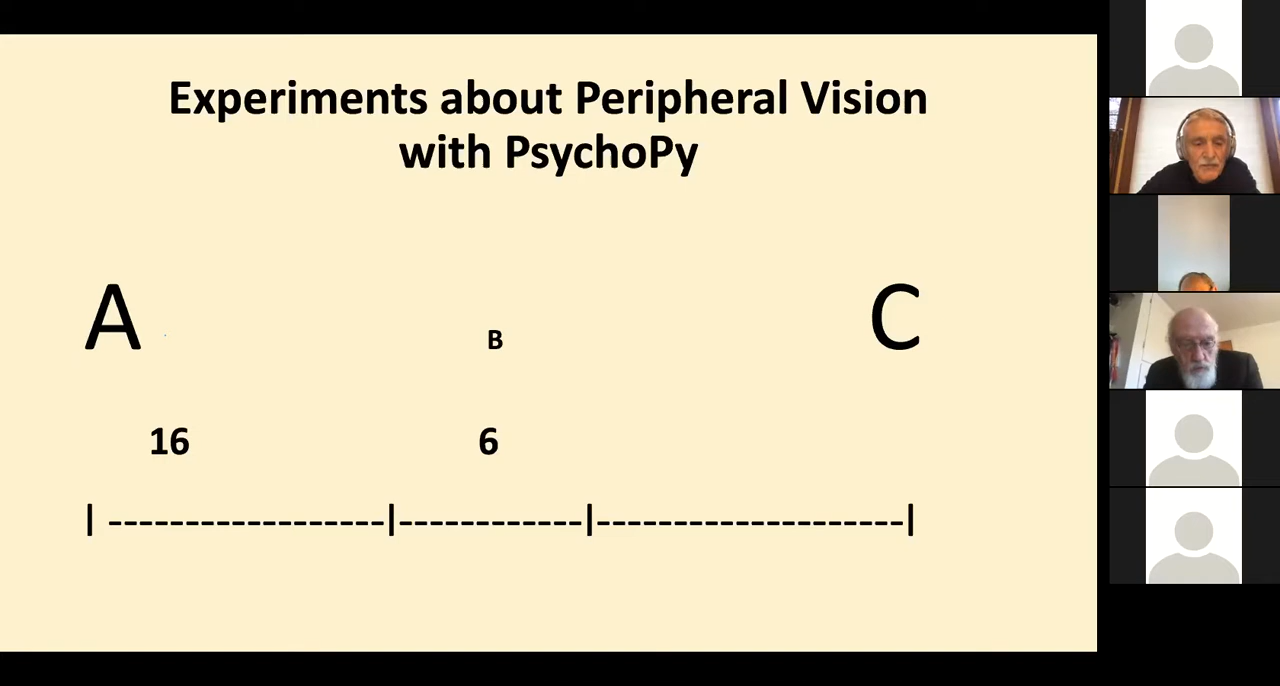 Experiments about Peripheral Vision
with PsychoPy
A B C
16 6
| ------------------|------------|--------------------|